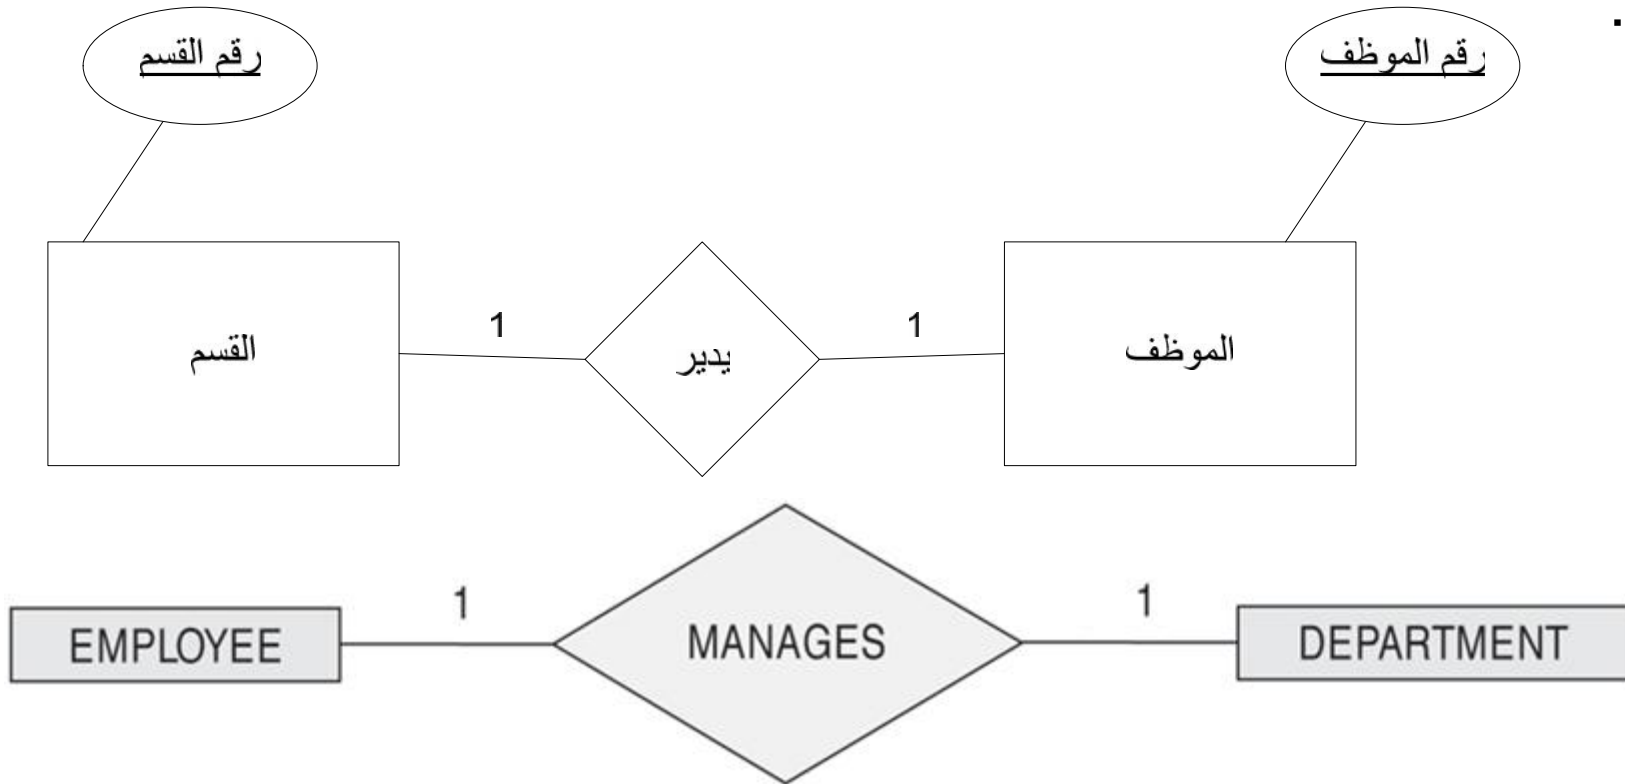 رقم الموظف
رقم القسم
الموظف
1
يدير
1
القسم
EMPLOYEE
1
MANAGES
1
DEPARTMENT